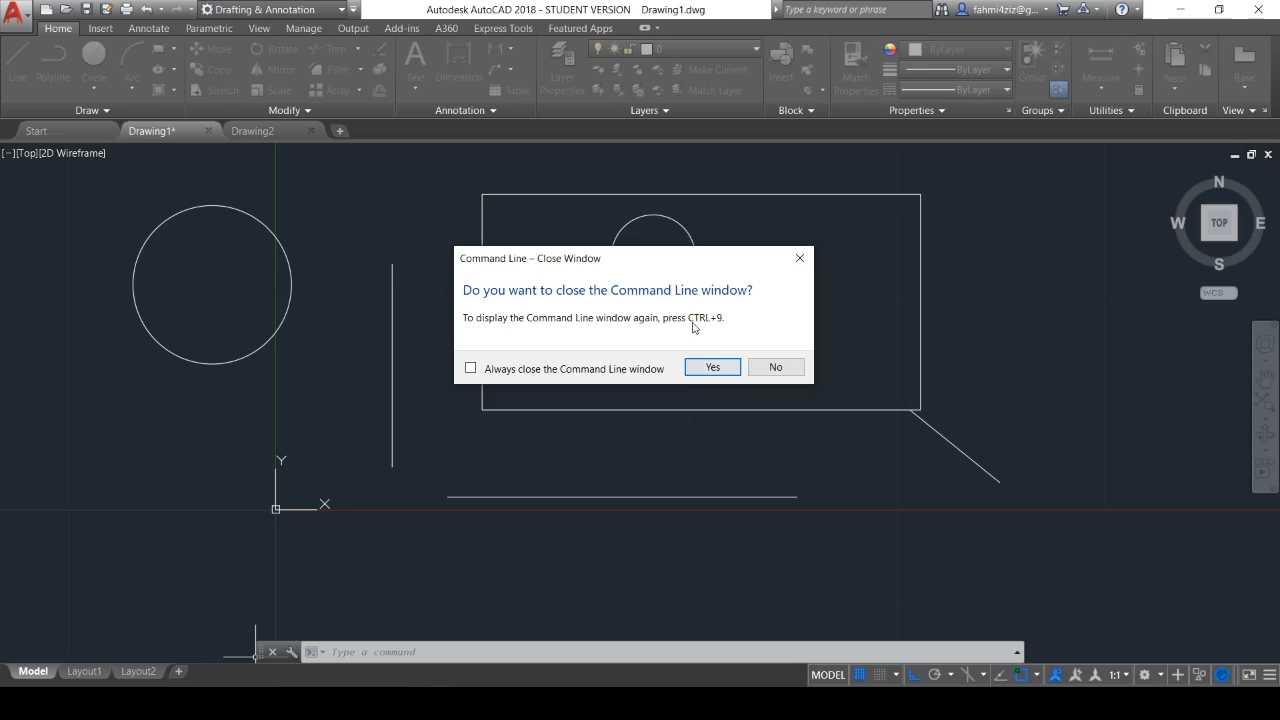 Drafting & Annotation
Autodesk AutoCAD 2018 - STUDENT VERSION Drawing1.dwg
Type a keyword or phrase
fahmi4ziz@g...
Home Insert Annotate Parametric View Manage Output Add-ins A360 Express Tools Featured Apps
Line Polyline Circle Arc
Move Rotate Trim
Copy Mirror Fillet
Stretch Scale Array
Text Dimension
Table
Layer Properties
0
Make Current
Match Layer
Insert
Match Properties
ByLayer
ByLayer
ByLayer
Group
Measure
Paste
Base
Draw Modify Annotation Layers Block Properties Groups Utilities Clipboard View
Start Drawing1* Drawing2
[−][Top][2D Wireframe]
N
W TOP E
S
WCS
Command Line – Close Window
Do you want to close the Command Line window?
To display the Command Line window again, press CTRL+9.
Always close the Command Line window
Yes No
Y
X
Type a command
Model Layout1 Layout2
MODEL 1:1